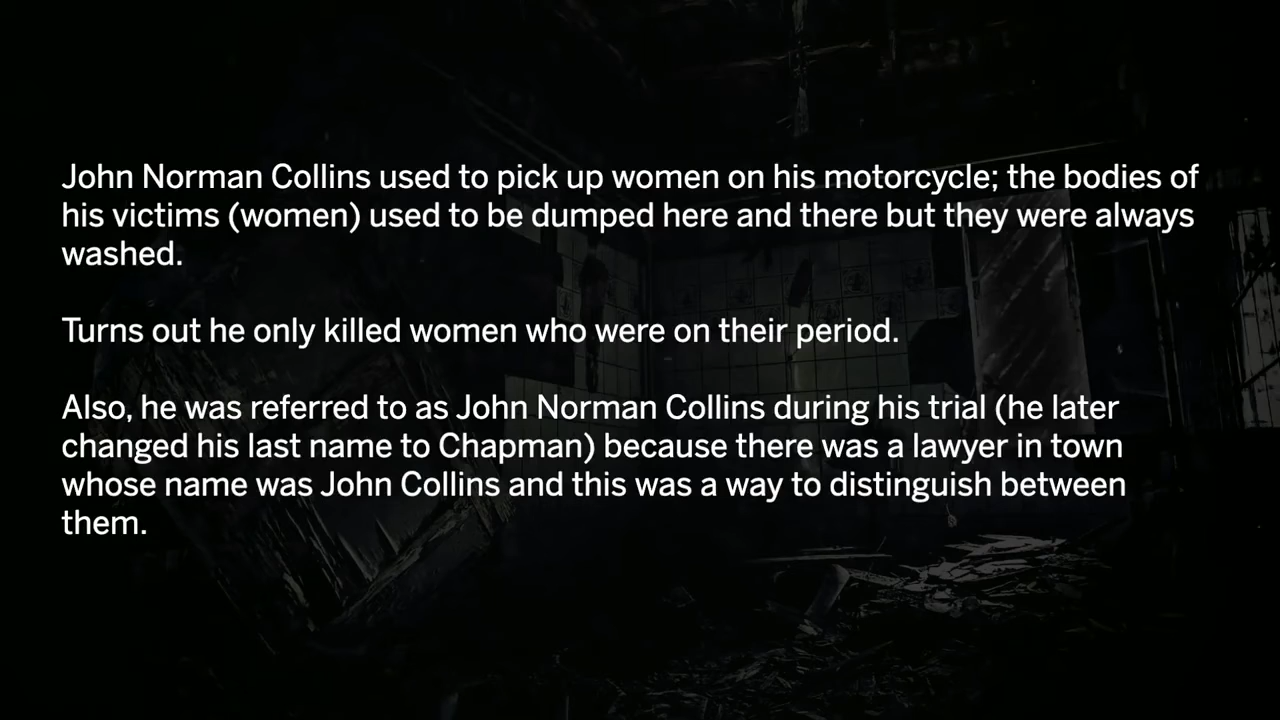 John Norman Collins used to pick up women on his motorcycle; the bodies of
his victims (women) used to be dumped here and there but they were always
washed.
Turns out he only killed women who were on their period.
Also, he was referred to as John Norman Collins during his trial (he later
changed his last name to Chapman) because there was a lawyer in town
whose name was John Collins and this was a way to distinguish between
them.